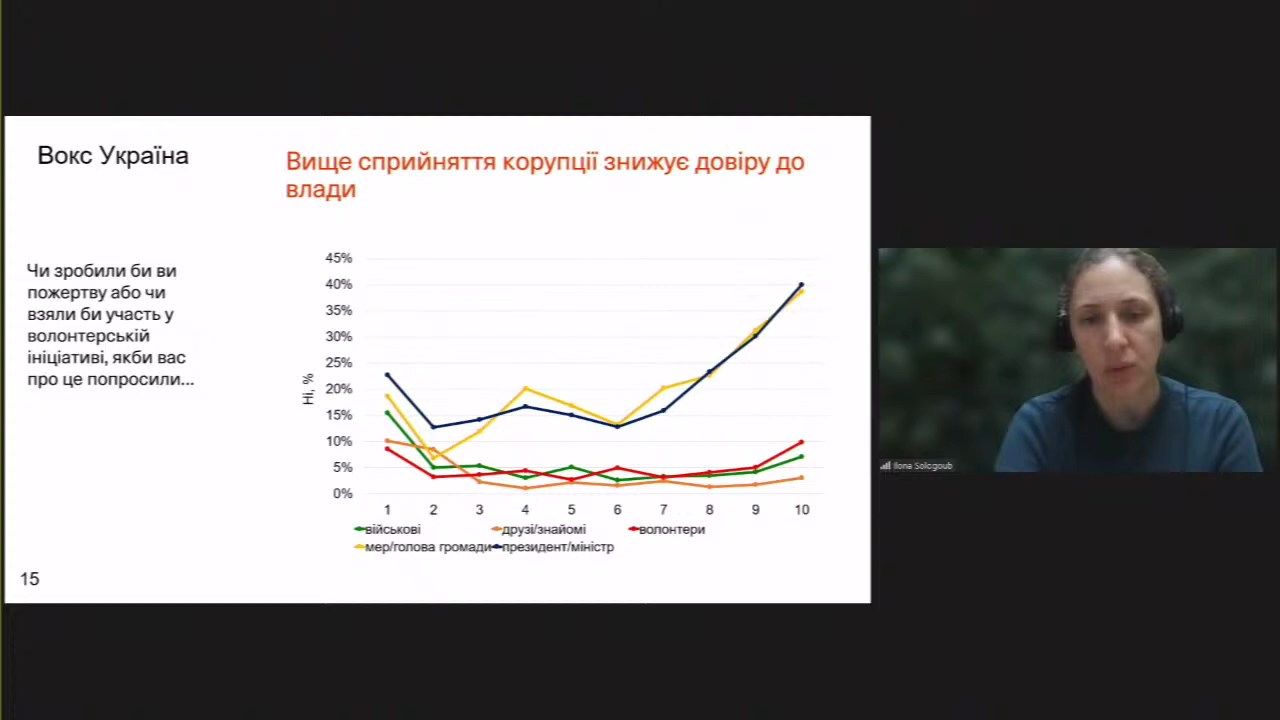 Вокс Україна
Вище сприйняття корупції знижує довіру до
влади
Чи зробили би ви
пожертву або чи
взяли би участь у
волонтерській
ініціативі, якби вас
про це попросили...
Ні, %
45%
40%
35%
30%
25%
20%
15%
10%
5%
0%
1 2 3 4 5 6 7 8 9 10
військові друзі/знайомі волонтери
мер/голова громади президент/міністр
15
Ilona Sologoub